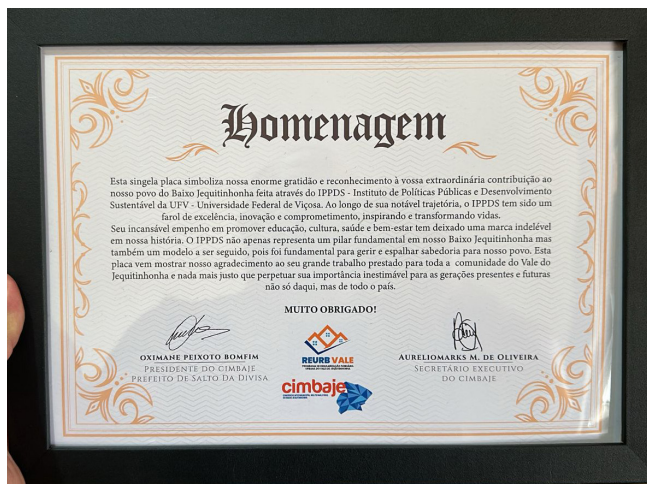 Homenagem
Esta singela placa simboliza nossa enorme gratidão e reconhecimento à vossa extraordinária contribuição ao
nosso povo do Baixo Jequitinhonha feita através do IPPDS - Instituto de Políticas Públicas e Desenvolvimento
Sustentável da UFV - Universidade Federal de Viçosa. Ao longo de sua notável trajetória, o IPPDS tem sido um
farol de excelência, inovação e comprometimento, inspirando e transformando vidas.
Seu incansável empenho em promover educação, cultura, saúde e bem-estar tem deixado uma marca indelével
em nossa história. O IPPDS não apenas representa um pilar fundamental em nosso Baixo Jequitinhonha mas
também um modelo a ser seguido, pois foi fundamental para gerir e espalhar sabedoria para nosso povo. Esta
placa vem mostrar nosso agradecimento ao seu grande trabalho prestado para toda a comunidade do Vale do
Jequitinhonha e nada mais justo que perpetuar sua importância inestimável para as gerações presentes e futuras
não só daqui, mas de todo o país.
MUITO OBRIGADO!
OXIMANE PEIXOTO BOMFIM
PRESIDENTE DO CIMBAJE
PREFEITO DE SALTO DA DIVISA
REURB VALE
cimbaje
AURELIOMARKS M. DE OLIVEIRA
SECRETÁRIO EXECUTIVO
DO CIMBAJE